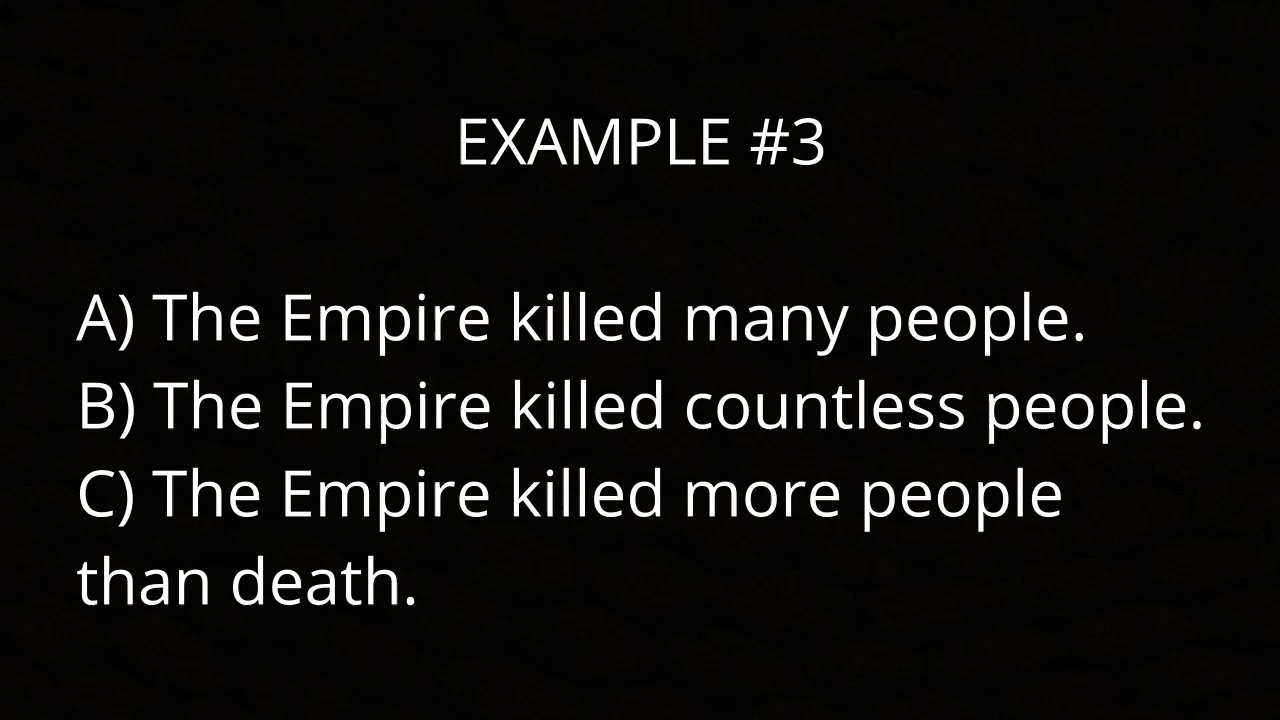 EXAMPLE #3
A) The Empire killed many people.
B) The Empire killed countless people.
C) The Empire killed more people
than death.